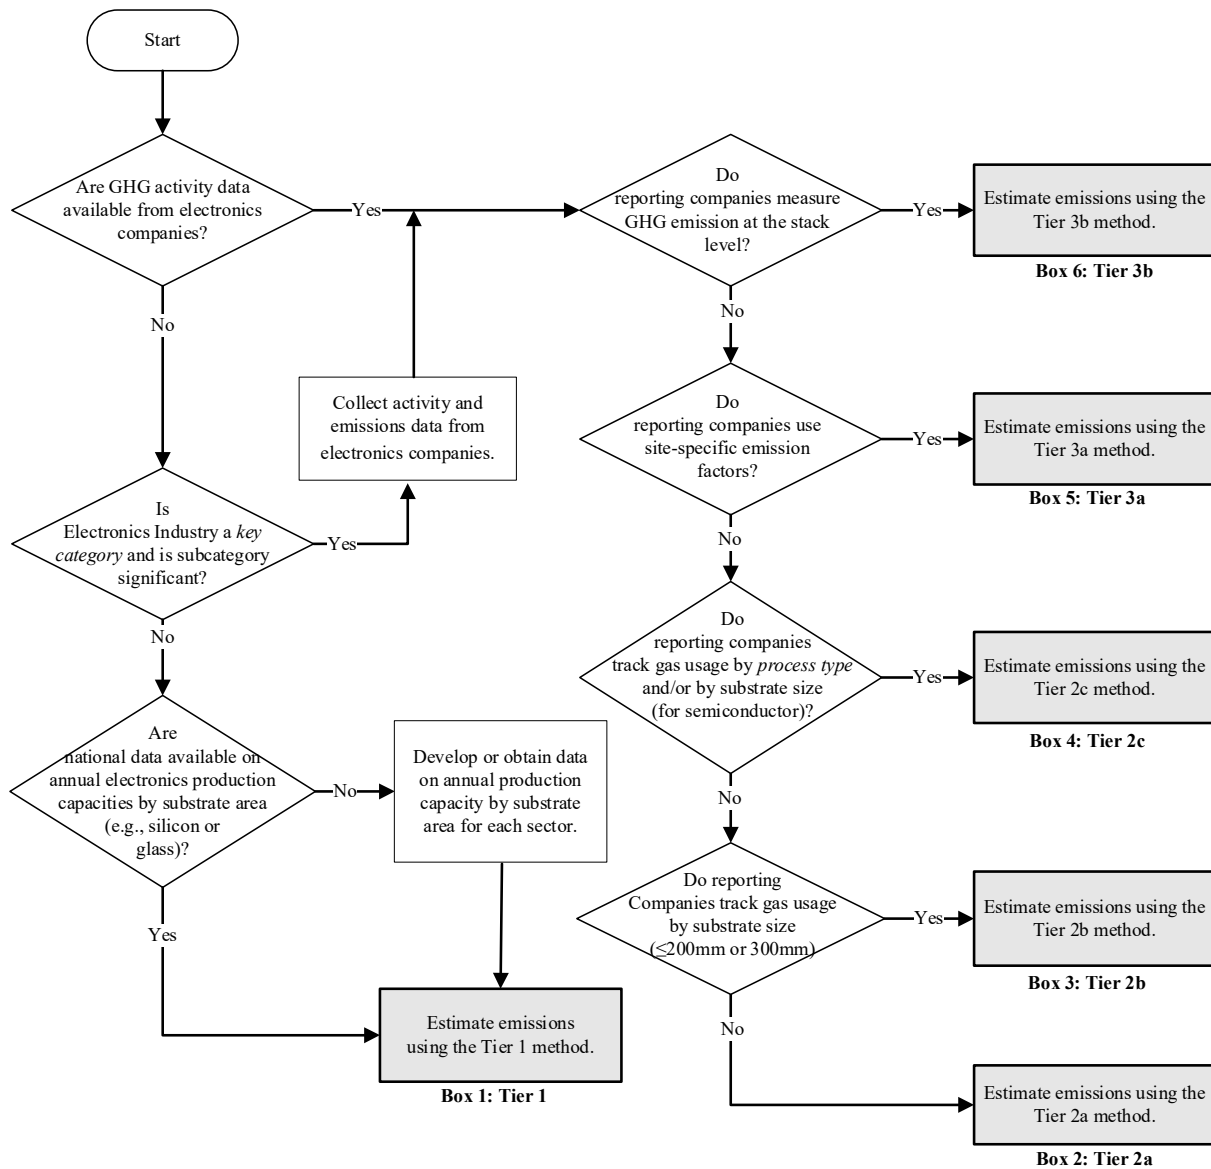 Start
Are GHG activity data
available from electronics
companies?
Yes
Do
reporting companies measure
GHG emission at the stack
level?
Yes
Estimate emissions using the
Tier 3b method.
Box 6: Tier 3b
No
No
Collect activity and
emissions data from
electronics companies.
Do
reporting companies use
site-specific emission
factors?
Yes
Estimate emissions using the
Tier 3a method.
Box 5: Tier 3a
Is
Electronics Industry a key
category and is subcategory
significant?
Yes
No
No
Do
reporting companies
track gas usage by process type
and/or by substrate size
(for semiconductor)?
Yes
Estimate emissions using the
Tier 2c method.
Box 4: Tier 2c
Are
national data available on
annual electronics production
capacities by substrate area
(e.g., silicon or
glass)?
No
Develop or obtain data
on annual production
capacity by substrate
area for each sector.
No
Yes
Do reporting
Companies track gas usage
by substrate size
(≤200mm or 300mm)
Yes
Estimate emissions using the
Tier 2b method.
Box 3: Tier 2b
Estimate emissions
using the Tier 1 method.
Box 1: Tier 1
No
Estimate emissions using the
Tier 2a method.
Box 2: Tier 2a